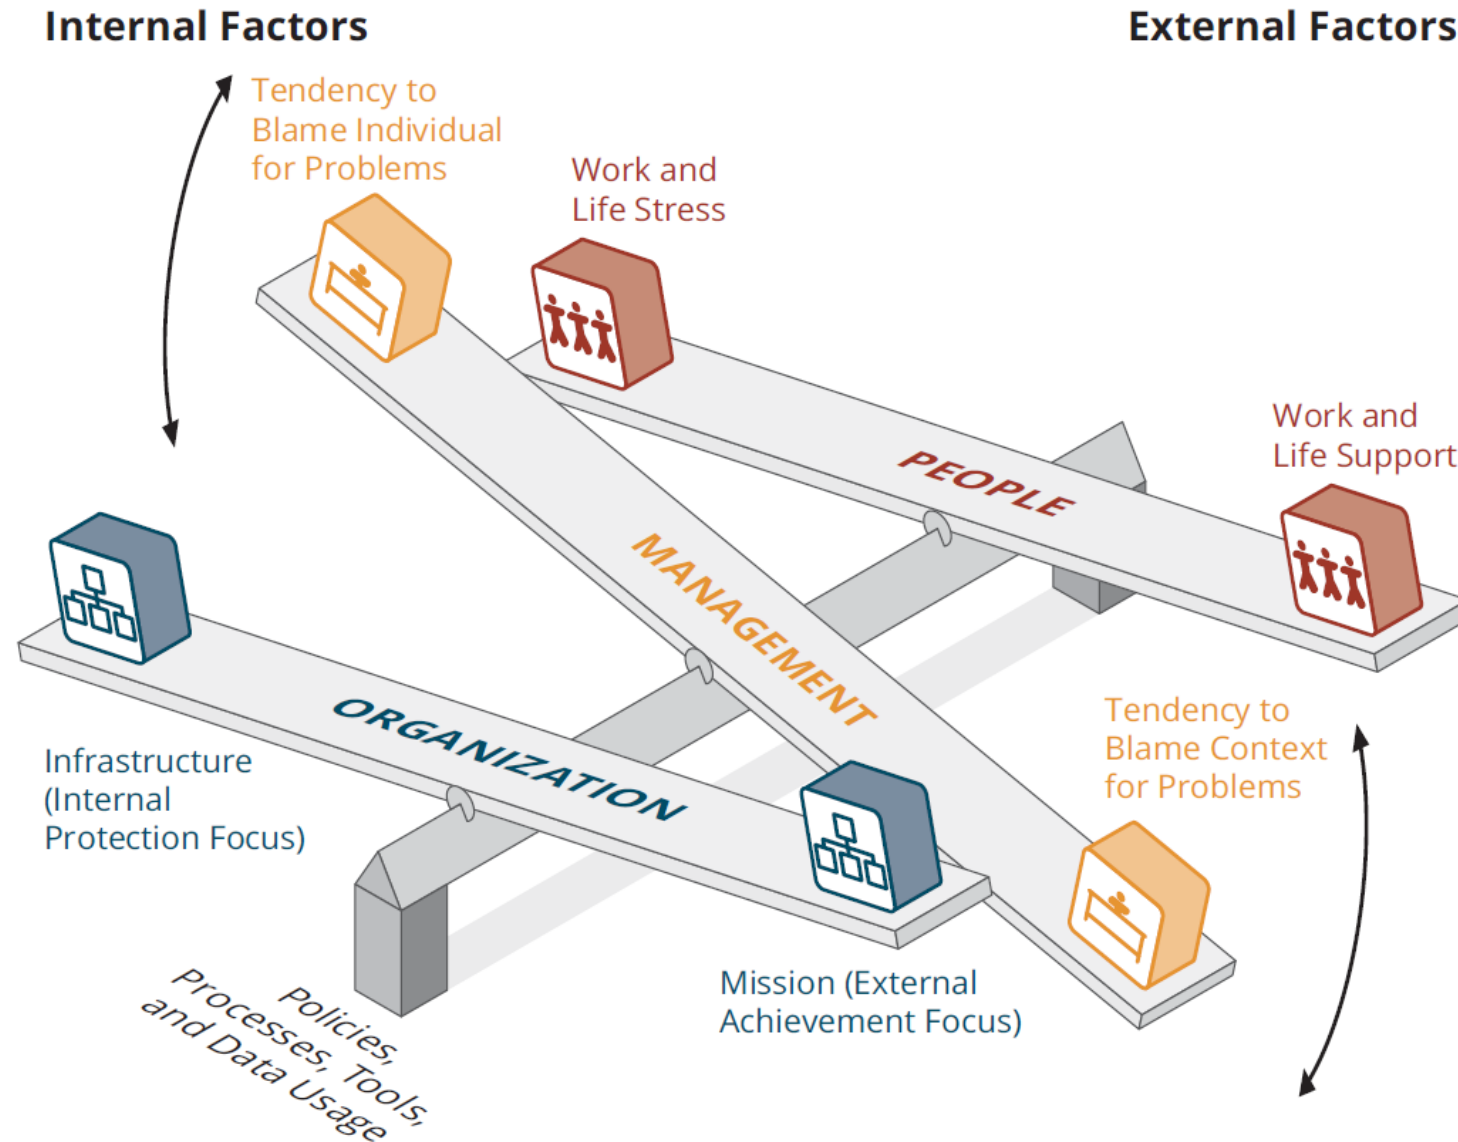 Internal Factors
External Factors
Tendency to
Blame Individual
for Problems
Work and
Life Stress
Work and
Life Support
PEOPLE
MANAGEMENT
ORGANIZATION
Tendency to
Blame Context
for Problems
Infrastructure
(Internal
Protection Focus)
Mission (External
Achievement Focus)
Policies,
Processes, Tools,
and Data Usage